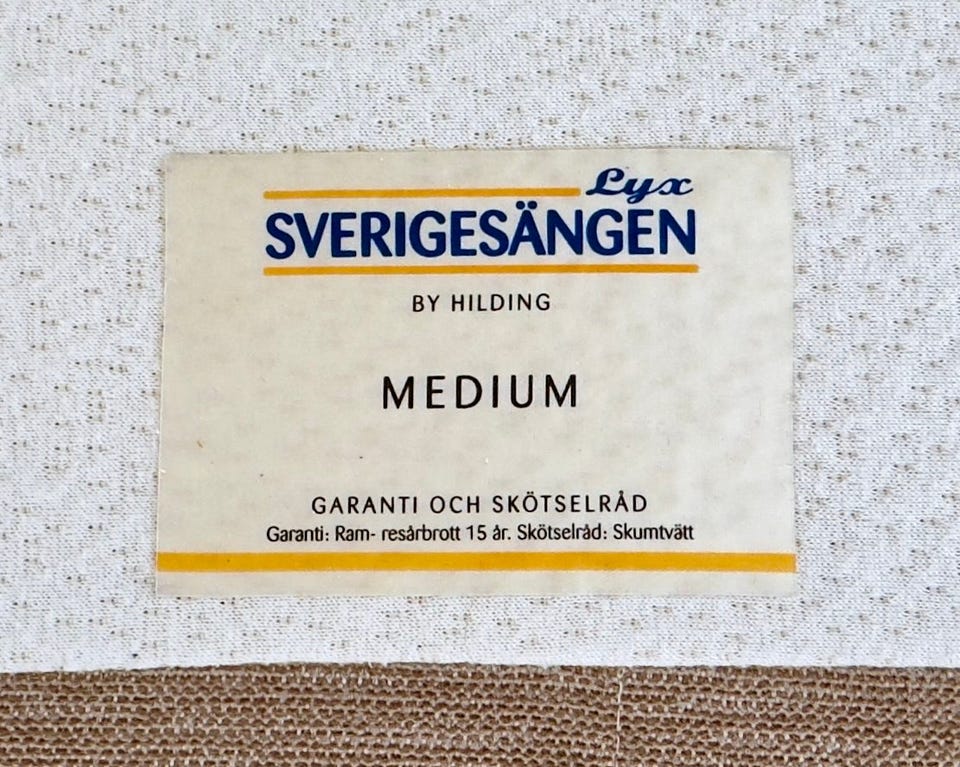 Lyx
SVERIGESÄNGEN
BY HILDING
MEDIUM
GARANTI OCH SKÖTSELRÅD
Garanti: Ram- resårbrott 15 år. Skötselråd: Skumtvätt